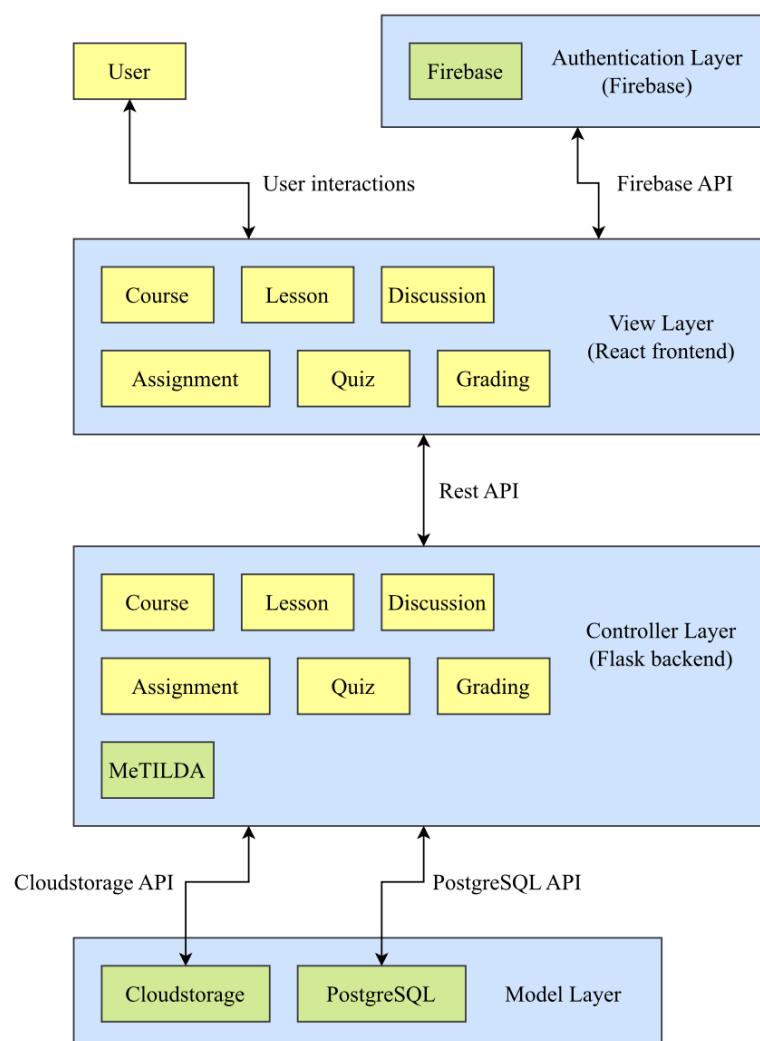 User
Firebase
Authentication Layer
(Firebase)
User interactions
Firebase API
Course
Lesson
Discussion
View Layer
(React frontend)
Assignment
Quiz
Grading
Rest API
Course
Lesson
Discussion
Controller Layer
(Flask backend)
Assignment
Quiz
Grading
MeTILDA
Cloudstorage API
PostgreSQL API
Cloudstorage
PostgreSQL
Model Layer